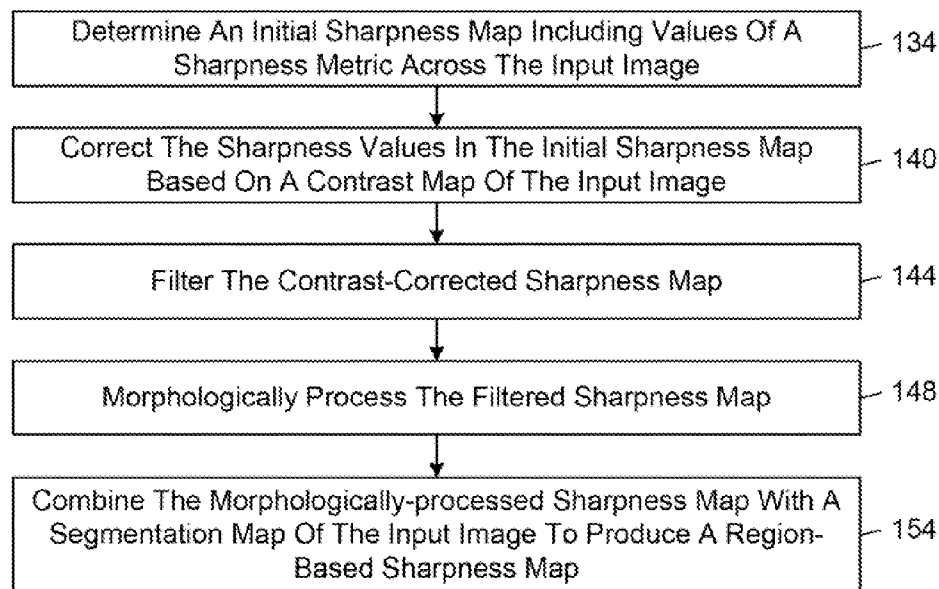 Determine An Initial Sharpness Map Including Values Of A
Sharpness Metric Across The Input Image
134
Correct The Sharpness Values In The Initial Sharpness Map
Based On A Contrast Map Of The Input Image
140
Filter The Contrast-Corrected Sharpness Map
144
Morphologically Process The Filtered Sharpness Map
148
Combine The Morphologically-processed Sharpness Map With A
Segmentation Map Of The Input Image To Produce A Region-
Based Sharpness Map
154